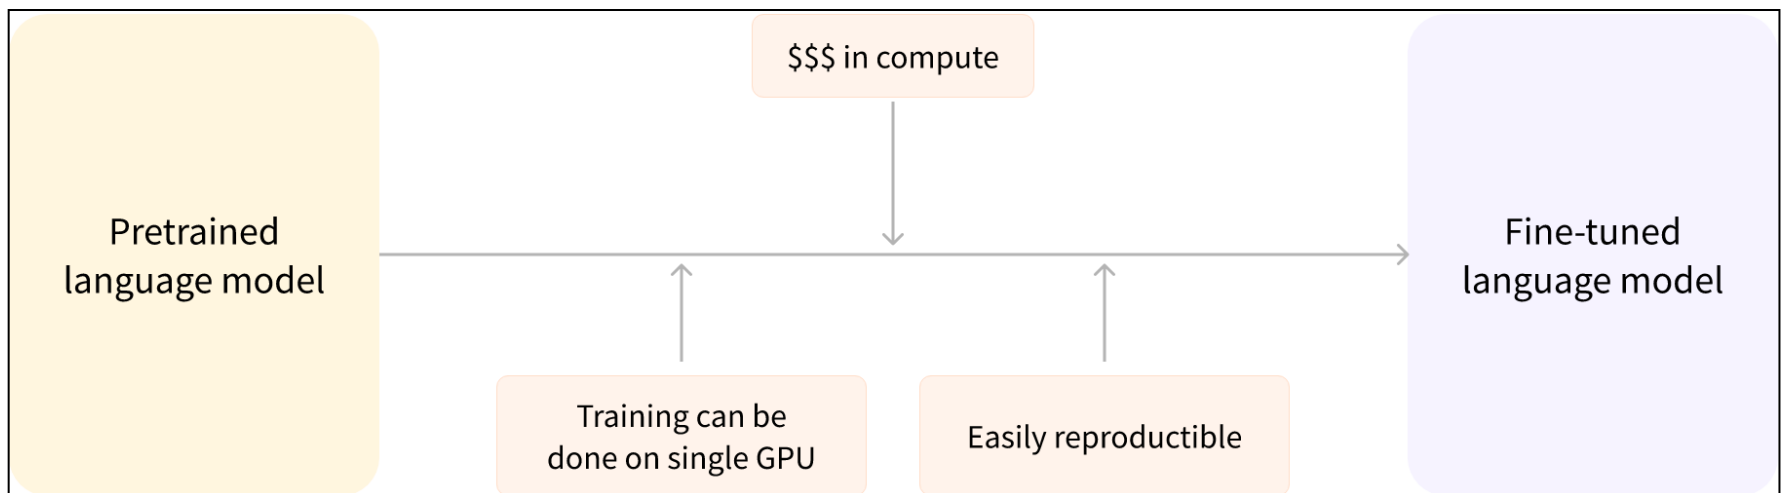 $$$ in compute
Pretrained
language model
Fine-tuned
language model
Training can be
done on single GPU
Easily reproductible